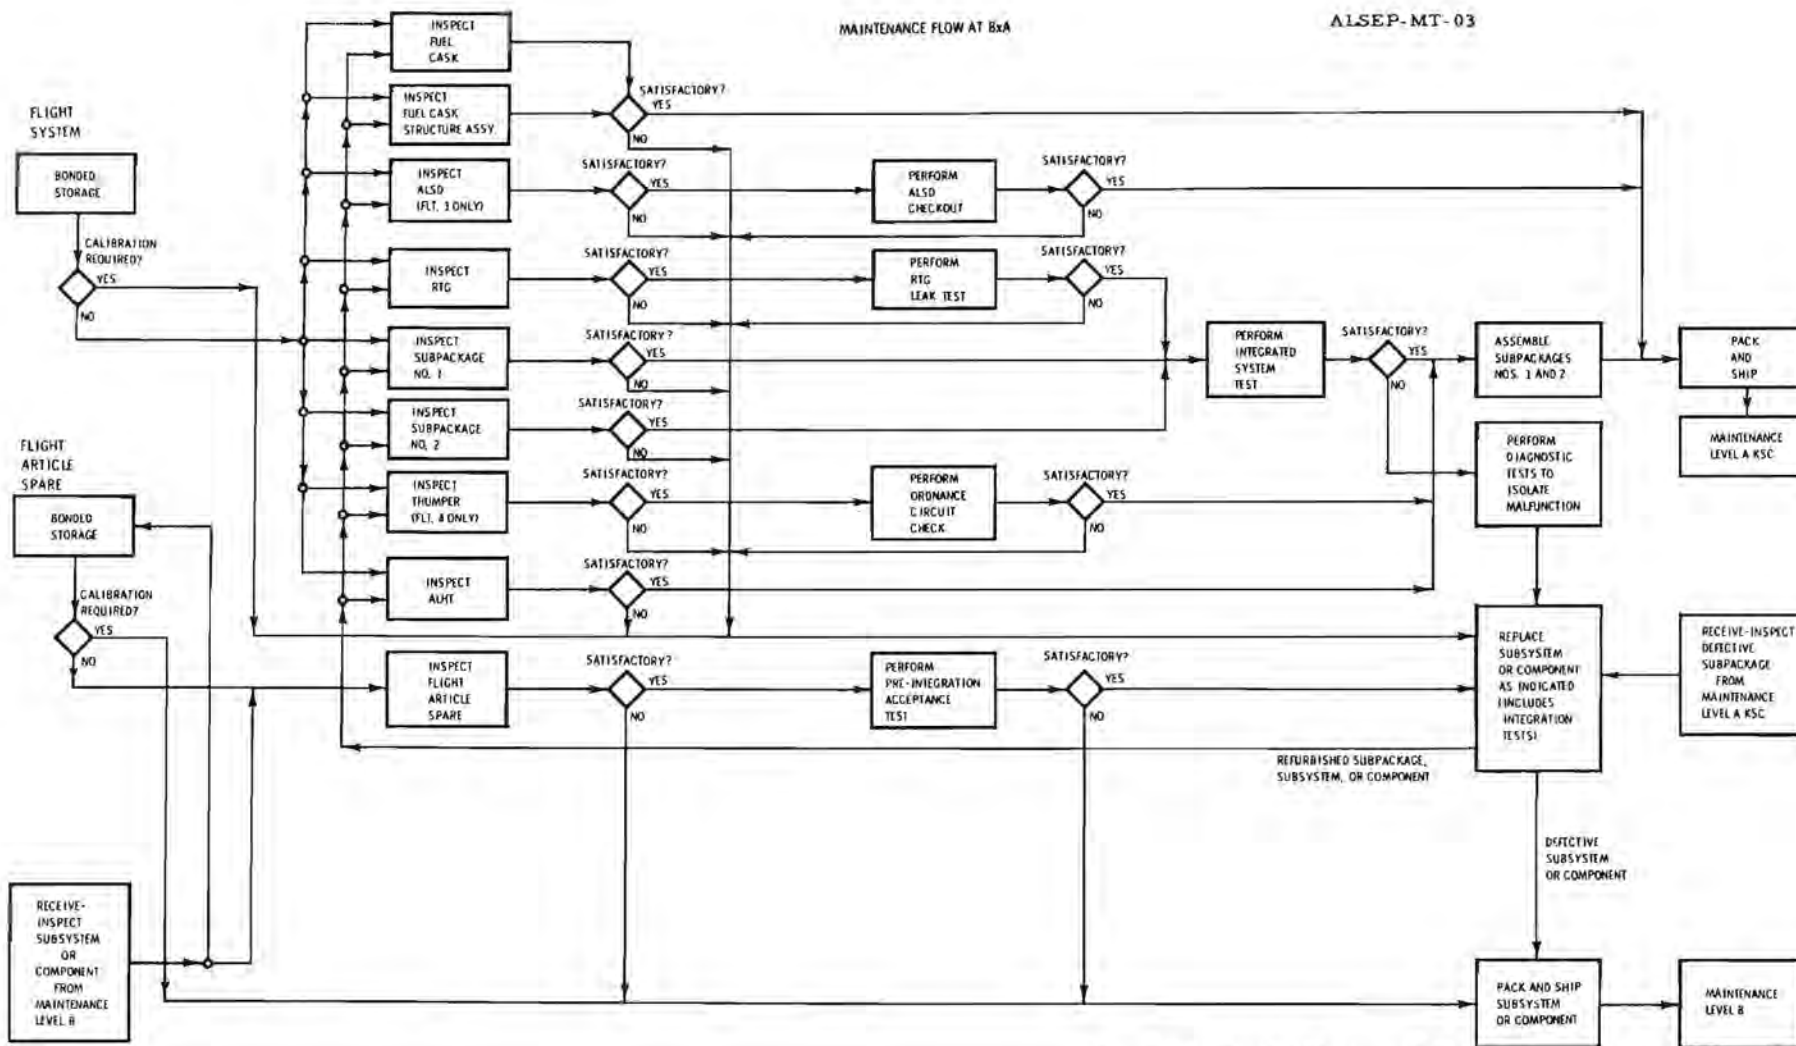 MAINTENANCE FLOW AT BxA
ALSEP-MT-03
FLIGHT
SYSTEM
BONDED
STORAGE
CALIBRATION
REQUIRED?
YES
NO
FLIGHT
ARTICLE
SPARE
BONDED
STORAGE
CALIBRATION
REQUIRED?
YES
NO
RECEIVE-
INSPECT
SUBSYSTEM
OR
COMPONENT
FROM
MAINTENANCE
LEVEL B
INSPECT
FUEL
CASK
INSPECT
FUEL CASK
STRUCTURE ASSY.
SATISFACTORY?
YES
NO
INSPECT
ALSD
(FLT. 3 ONLY)
SATISFACTORY?
YES
NO
PERFORM
ALSD
CHECKOUT
SATISFACTORY?
YES
NO
INSPECT
RTG
SATISFACTORY?
YES
NO
PERFORM
RTG
LEAK TEST
SATISFACTORY?
YES
NO
INSPECT
SUBPACKAGE
NO. 1
SATISFACTORY?
YES
NO
INSPECT
SUBPACKAGE
NO. 2
SATISFACTORY?
YES
NO
PERFORM
INTEGRATED
SYSTEM
TEST
SATISFACTORY?
YES
NO
ASSEMBLE
SUBPACKAGES
NOS. 1 AND 2
PACK
AND
SHIP
MAINTENANCE
LEVEL A KSC
PERFORM
DIAGNOSTIC
TESTS TO
ISOLATE
MALFUNCTION
INSPECT
THUMPER
(FLT. 4 ONLY)
SATISFACTORY?
YES
NO
PERFORM
ORDNANCE
CIRCUIT
CHECK
SATISFACTORY?
YES
NO
INSPECT
ALHT
SATISFACTORY?
YES
NO
INSPECT
FLIGHT
ARTICLE
SPARE
SATISFACTORY?
YES
NO
PERFORM
PRE-INTEGRATION
ACCEPTANCE
TEST
SATISFACTORY?
YES
NO
REPLACE
SUBSYSTEM
OR COMPONENT
AS INDICATED
(INCLUDES
INTEGRATION
TESTS)
RECEIVE-INSPECT
DEFECTIVE
SUBPACKAGE
FROM
MAINTENANCE
LEVEL A KSC
REFURBISHED SUBPACKAGE,
SUBSYSTEM, OR COMPONENT
DEFECTIVE
SUBSYSTEM
OR COMPONENT
PACK AND SHIP
SUBSYSTEM
OR COMPONENT
MAINTENANCE
LEVEL B